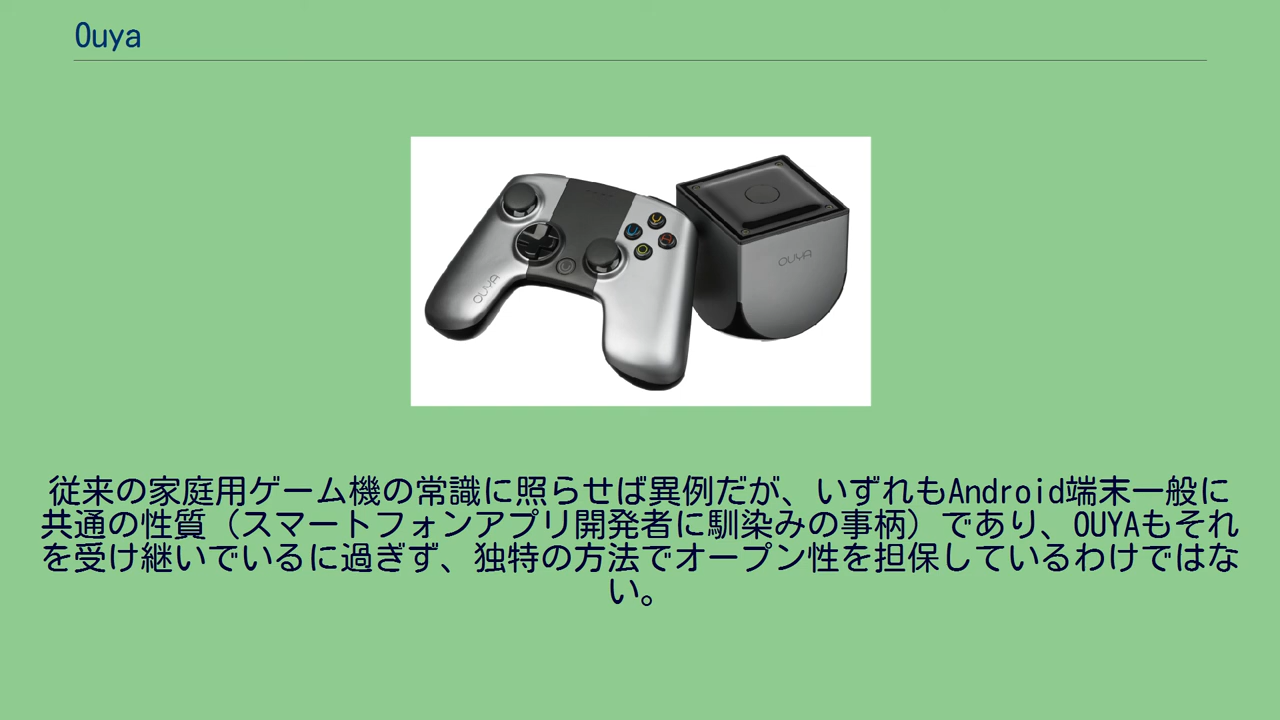 Ouya
OUYA
OUYA
従来の家庭用ゲーム機の常識に照らせば異例だが、いずれもAndroid端末一般に
共通の性質（スマートフォンアプリ開発者に馴染みの事柄）であり、OUYAもそれ
を受け継いでいるに過ぎず、独特の方法でオープン性を担保しているわけではな
い。